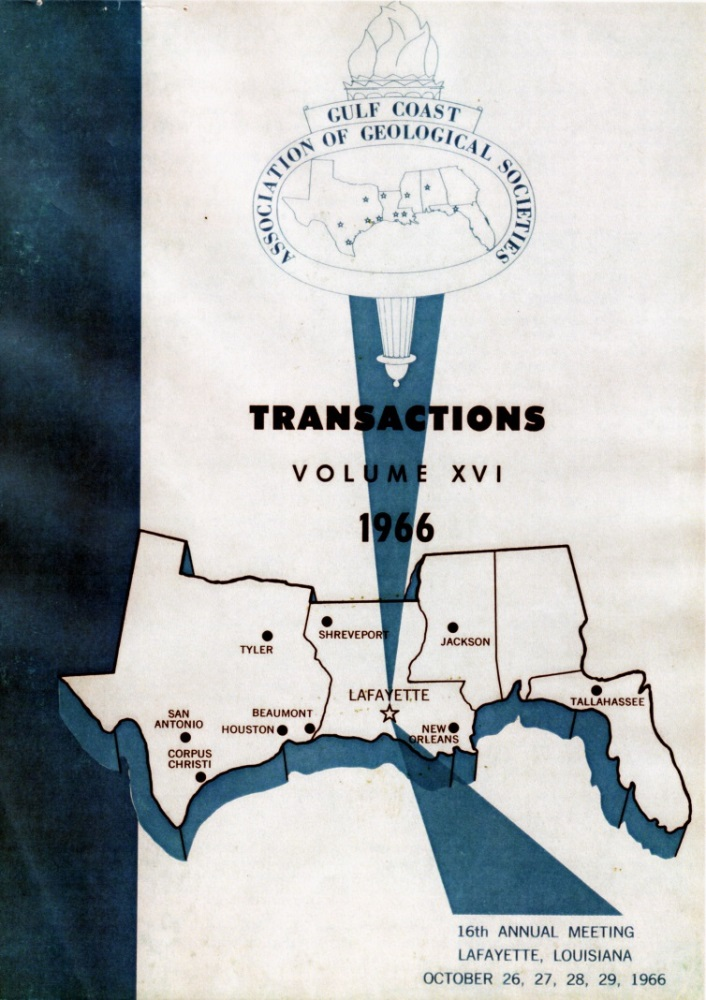 GULF COAST
ASSOCIATION OF GEOLOGICAL SOCIETIES
TRANSACTIONS
VOLUME XVI
1966
SHREVEPORT
TYLER
JACKSON
LAFAYETTE
TALLAHASSEE
SAN
ANTONIO
BEAUMONT
HOUSTON
NEW
ORLEANS
CORPUS
CHRISTI
16th ANNUAL MEETING
LAFAYETTE, LOUISIANA
OCTOBER 26, 27, 28, 29, 1966